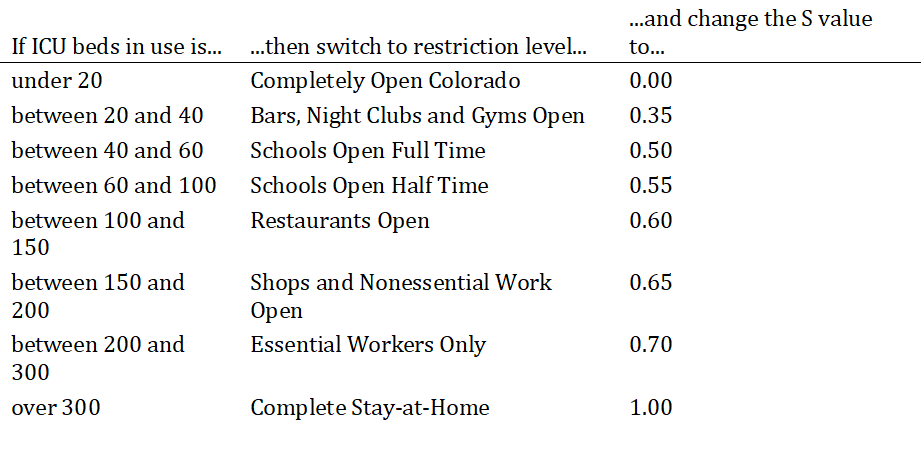 If ICU beds in use is... ...then switch to restriction level... ...and change the S value
to...
under 20 Completely Open Colorado 0.00
between 20 and 40 Bars, Night Clubs and Gyms Open 0.35
between 40 and 60 Schools Open Full Time 0.50
between 60 and 100 Schools Open Half Time 0.55
between 100 and Restaurants Open 0.60
150
between 150 and Shops and Nonessential Work 0.65
200 Open
between 200 and Essential Workers Only 0.70
300
over 300 Complete Stay-at-Home 1.00